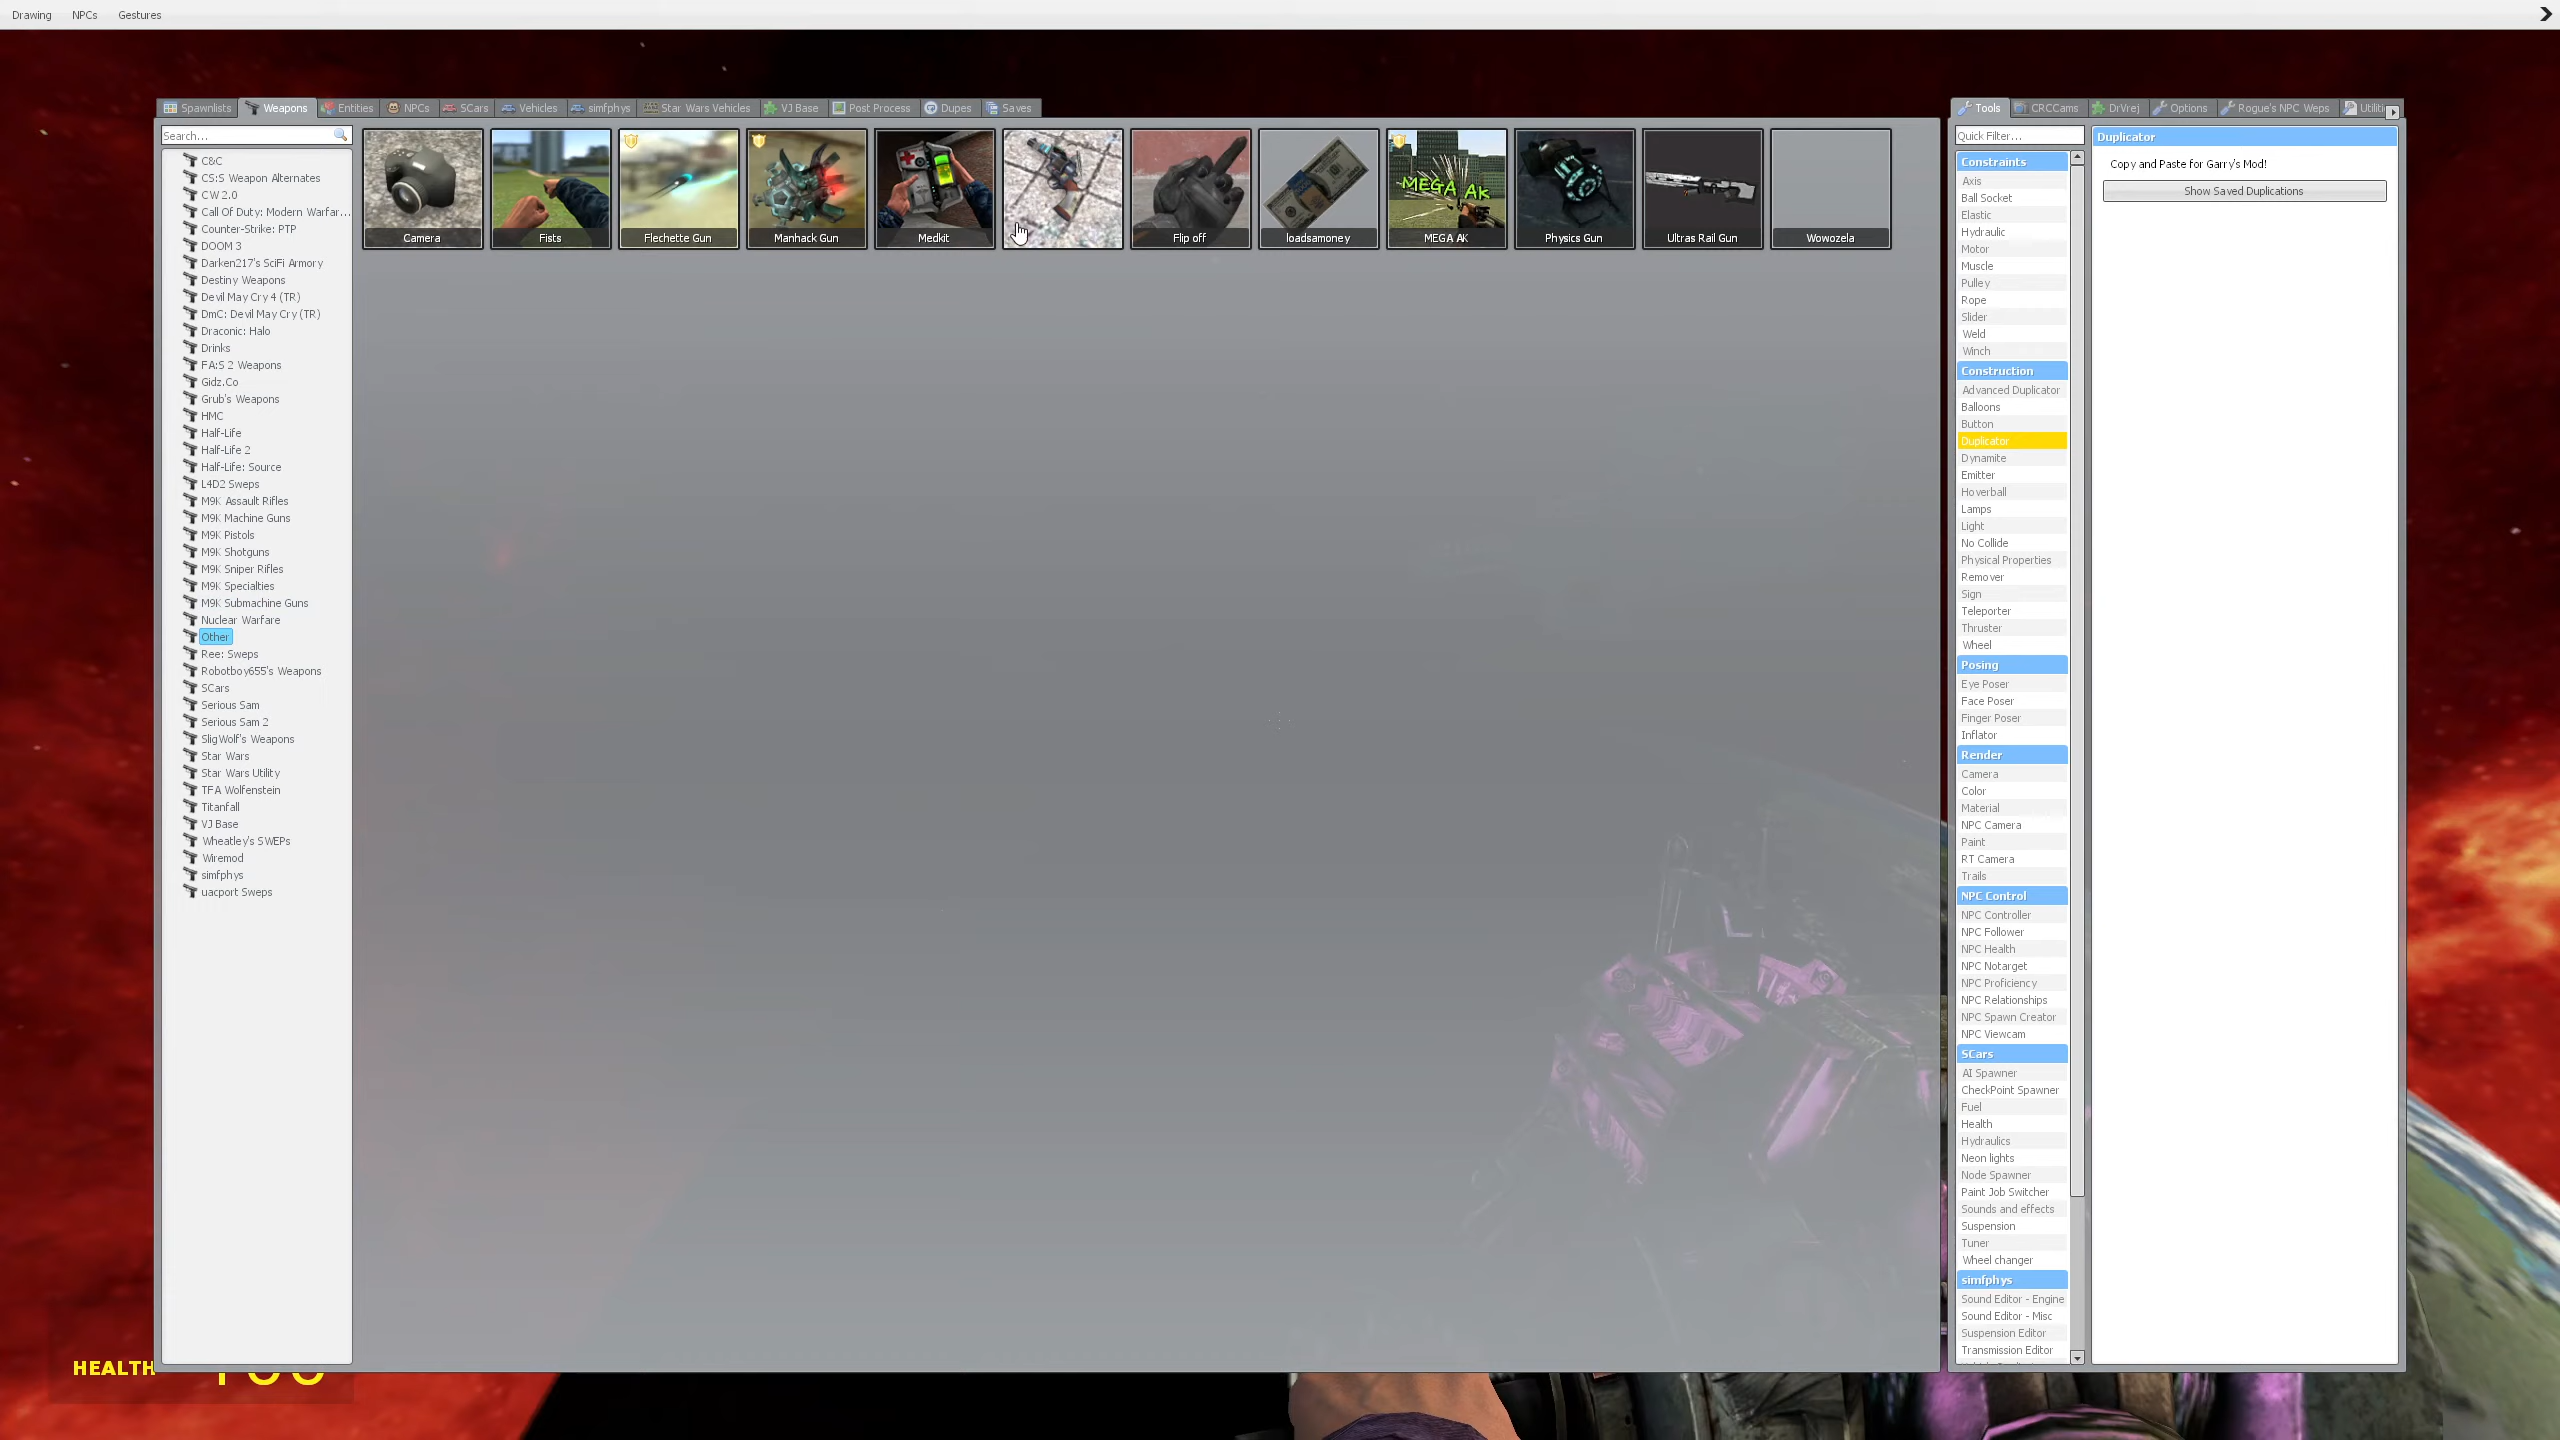 Drawing NPCs Gestures
Spawnlists Weapons Entities NPCs SCars Vehicles simfphys Star Wars Vehicles VJ Base Post Process Dupes Saves
Search...
C&C
CS:S Weapon Alternates
CW 2.0
Call Of Duty: Modern Warfar...
Counter-Strike: PTP
DOOM 3
Darken217's SciFi Armory
Destiny Weapons
Devil May Cry 4 (TR)
DmC: Devil May Cry (TR)
Draconic: Halo
Drinks
FA:S 2 Weapons
Gidz.Co
Grub's Weapons
HMC
Half-Life
Half-Life 2
Half-Life: Source
L4D2 Sweps
M9K Assault Rifles
M9K Machine Guns
M9K Pistols
M9K Shotguns
M9K Sniper Rifles
M9K Specialties
M9K Submachine Guns
Nuclear Warfare
Other
Ree: Sweps
Robotboy655's Weapons
SCars
Serious Sam
Serious Sam 2
SligWolf's Weapons
Star Wars
Star Wars Utility
TFA Wolfenstein
Titanfall
VJ Base
Wheatley's SWEPs
Wiremod
simfphys
uacport Sweps
MEGA AK
Camera Fists Flechette Gun Manhack Gun Medkit Flip off loadsamoney MEGA AK Physics Gun Ultras Rail Gun Wowozela
Tools CRCCams DrVrej Options Rogue's NPC Weps Utiliti
Quick Filter...
Constraints
Axis
Ball Socket
Elastic
Hydraulic
Motor
Muscle
Pulley
Rope
Slider
Weld
Winch
Construction
Advanced Duplicator
Balloons
Button
Duplicator
Dynamite
Emitter
Hoverball
Lamps
Light
No Collide
Physical Properties
Remover
Sign
Teleporter
Thruster
Wheel
Posing
Eye Poser
Face Poser
Finger Poser
Inflator
Render
Camera
Color
Material
NPC Camera
Paint
RT Camera
Trails
NPC Control
NPC Controller
NPC Follower
NPC Health
NPC Notarget
NPC Proficiency
NPC Relationships
NPC Spawn Creator
NPC Viewcam
SCars
AI Spawner
CheckPoint Spawner
Fuel
Health
Hydraulics
Neon lights
Node Spawner
Paint Job Switcher
Sounds and effects
Suspension
Tuner
Wheel changer
simfphys
Sound Editor - Engine
Sound Editor - Misc
Suspension Editor
Transmission Editor
Duplicator
Copy and Paste for Garry's Mod!
Show Saved Duplications
HEALTH